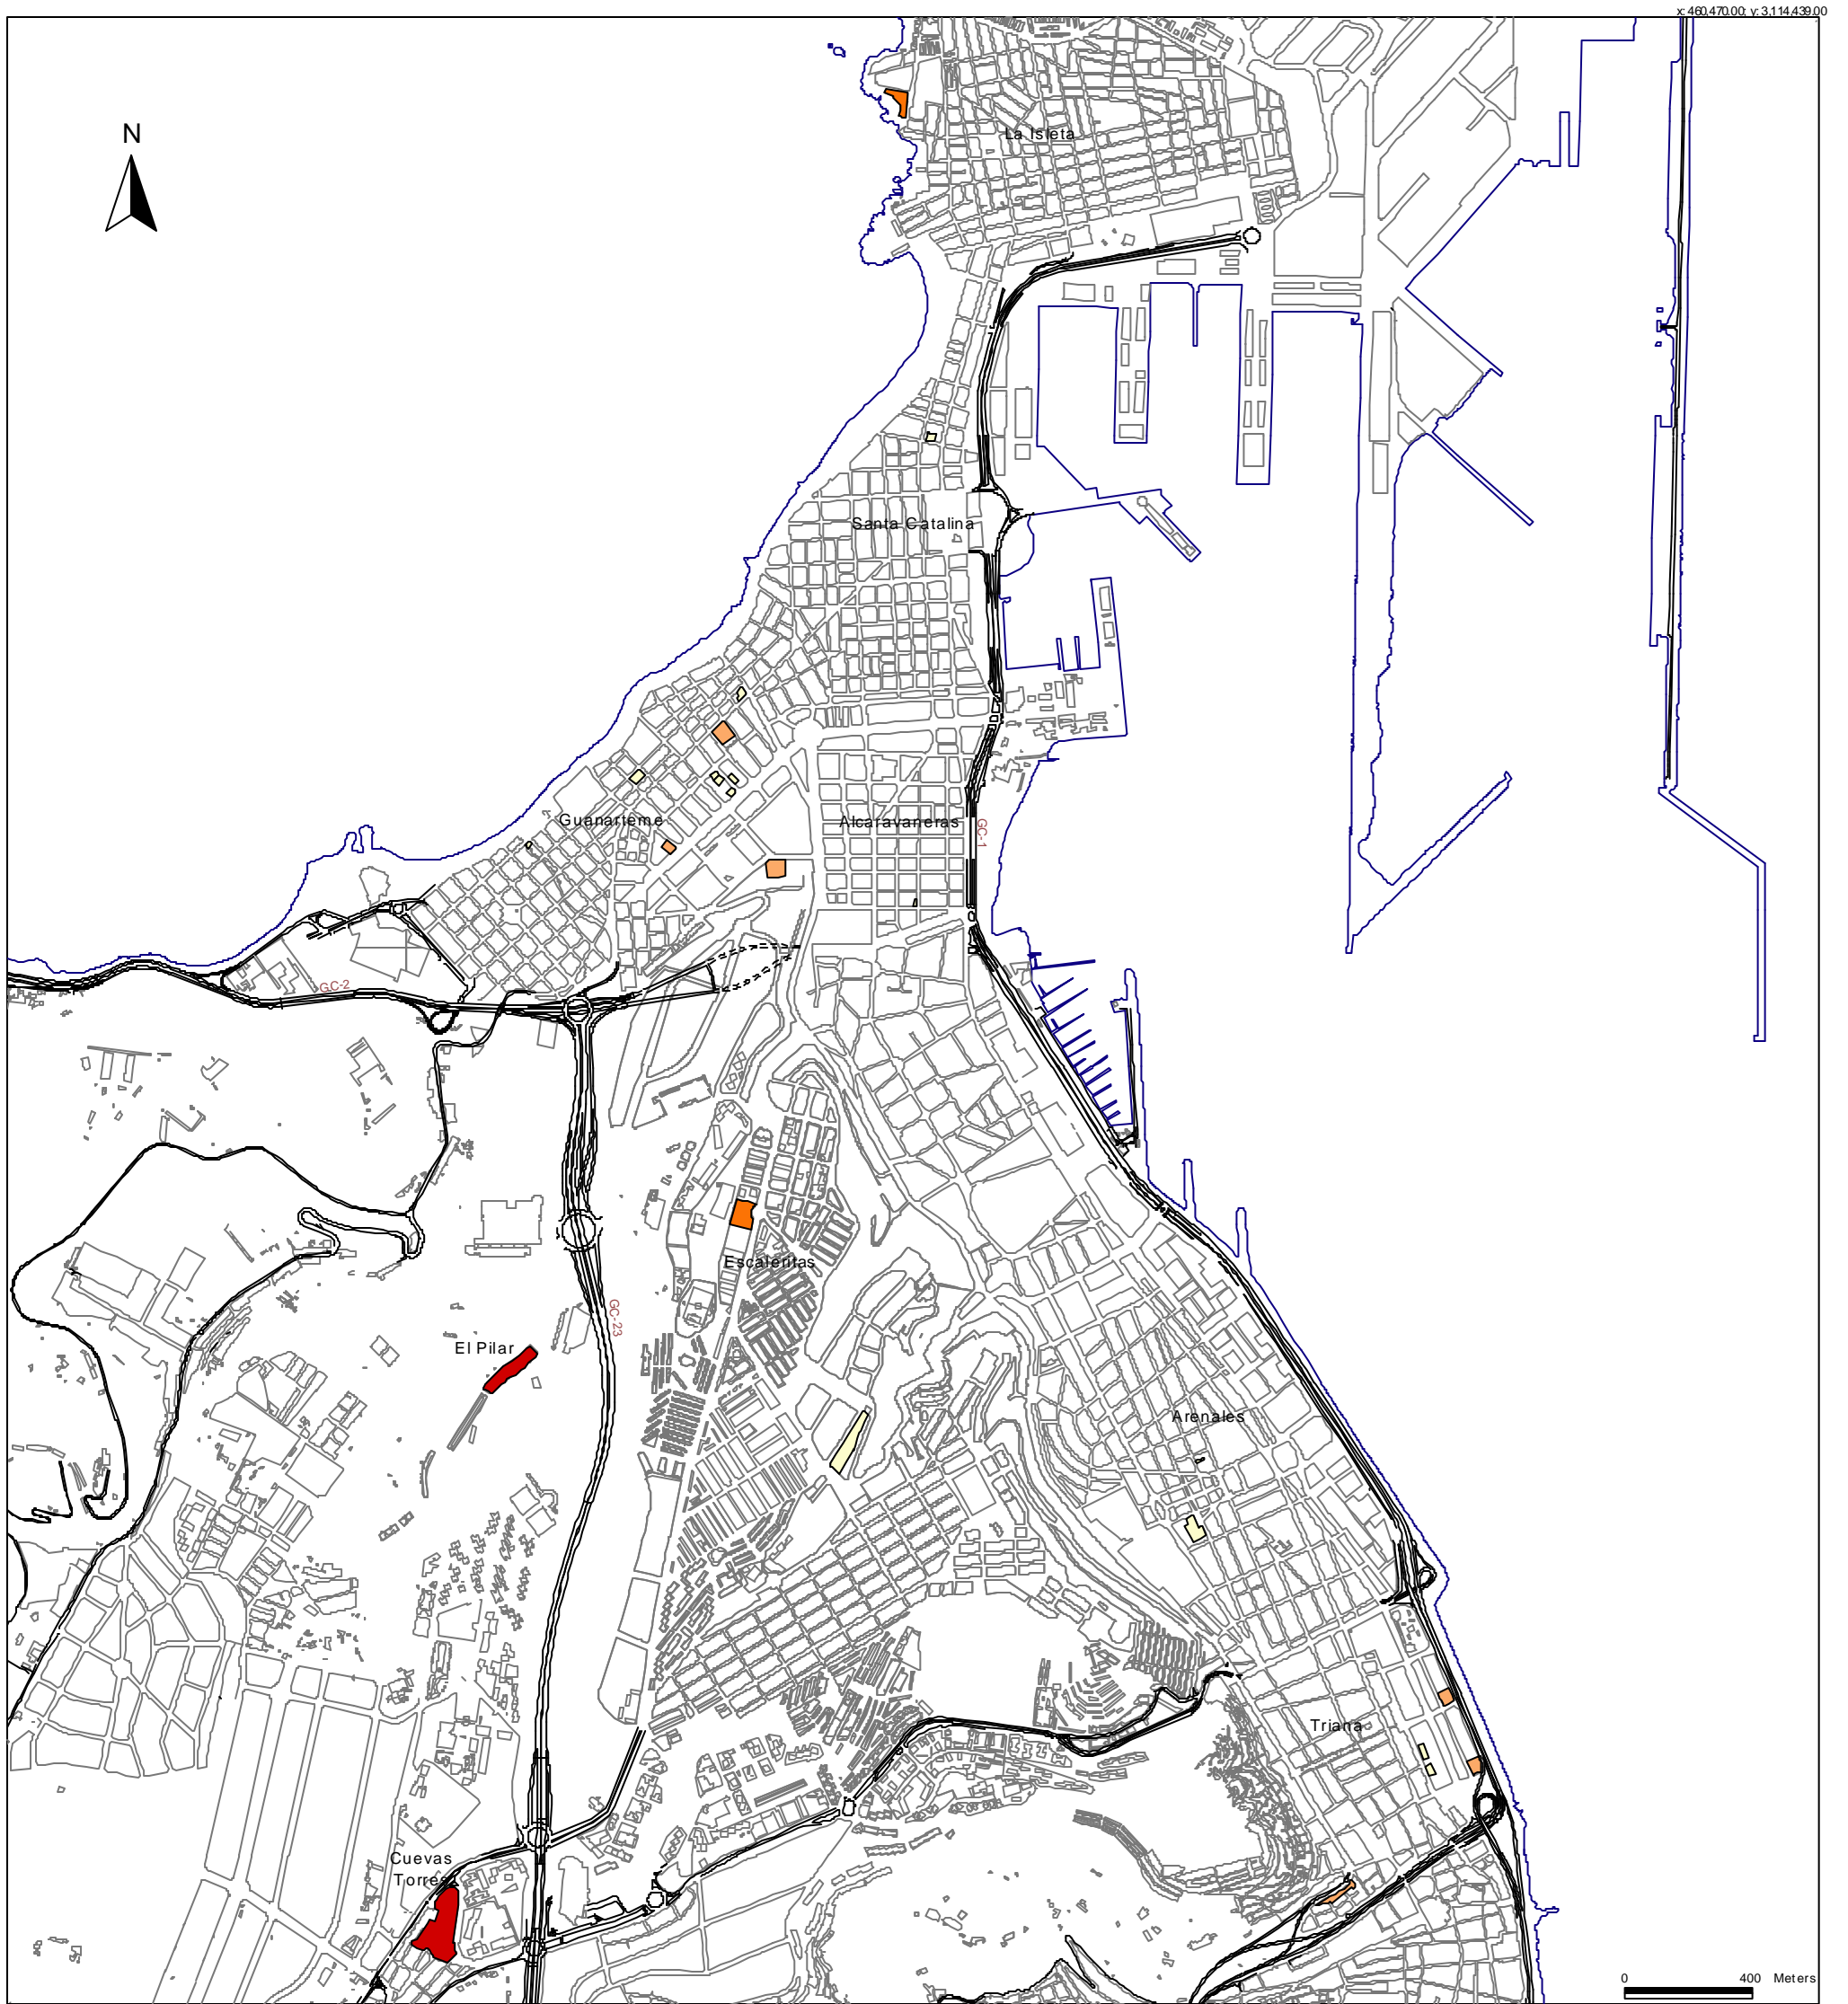 x: 460,470.00; y: 3,114,439.00
N
La Isleta
Santa Catalina
Guanarteme
Alcaravaneras
GC-1
GC-2
Escaleritas
GC-23
El Pilar
Arenales
Triana
Cuevas
Torres
0 400 Meters